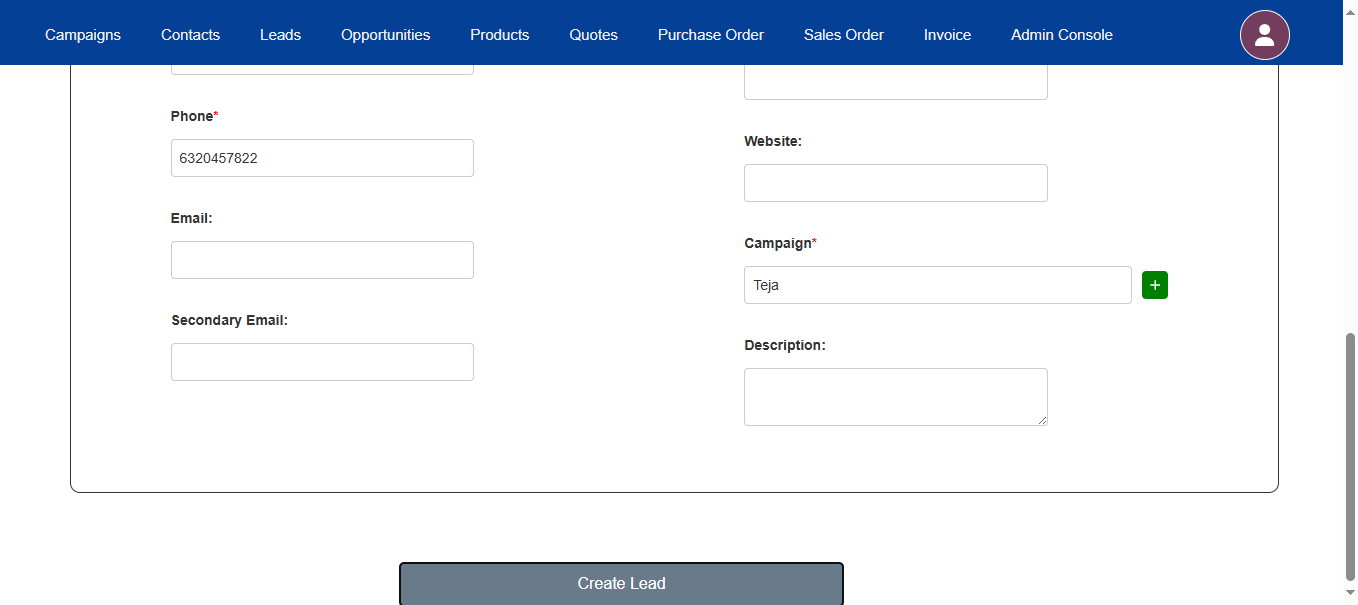 Campaigns Contacts Leads Opportunities Products Quotes Purchase Order Sales Order Invoice Admin Console
Phone*
6320457822
Email:
Secondary Email:
Website:
Campaign*
Teja
+
Description:
Create Lead